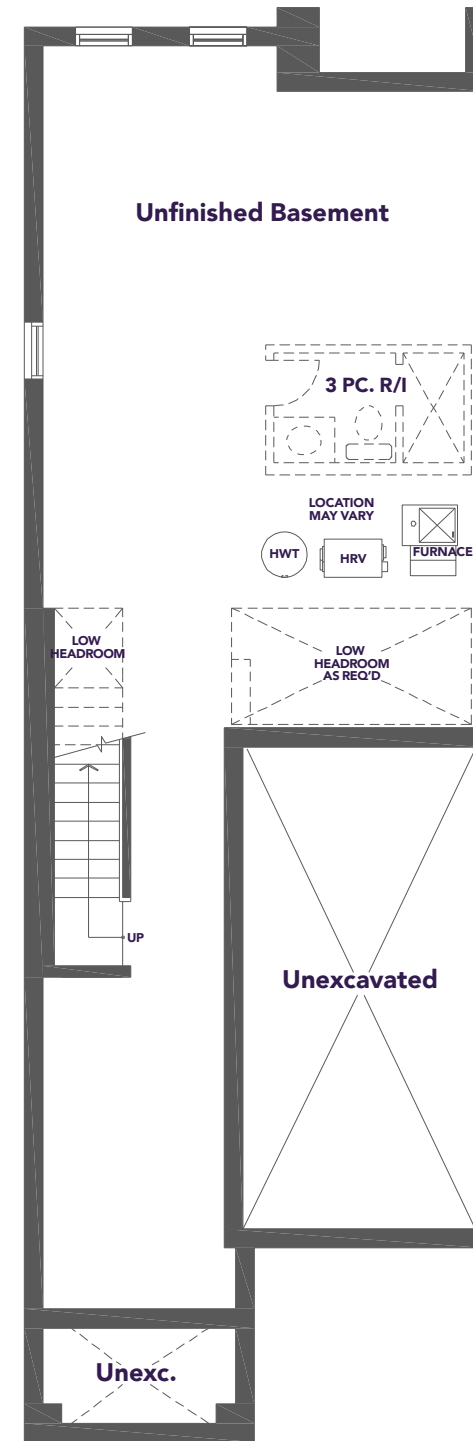 Unfinished Basement
3 PC. R/I
LOCATION
MAY VARY
HWT
HRV
FURNACE
LOW
HEADROOM
LOW
HEADROOM
AS REQ'D
UP
Unexcavated
Unexc.